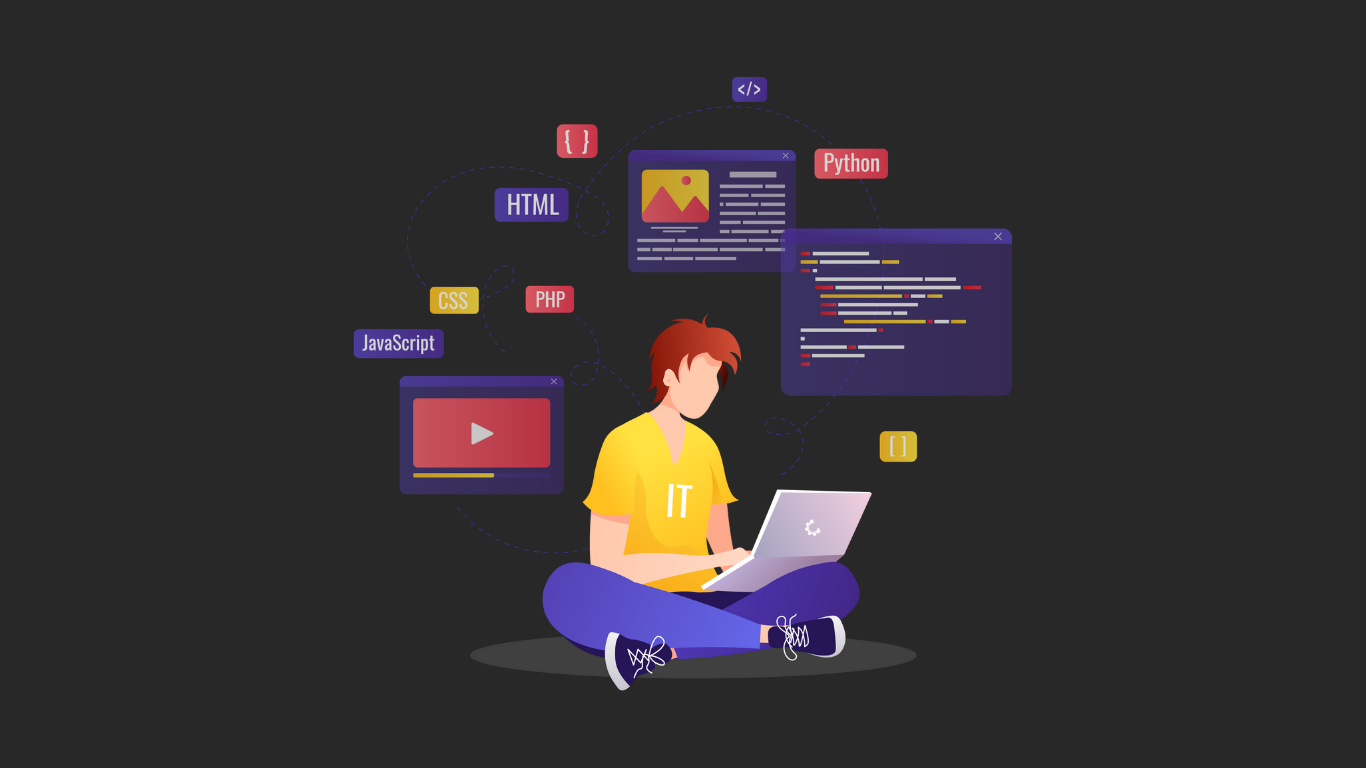 </>
{ }
Python
HTML
CSS
PHP
JavaScript
[ ]
IT